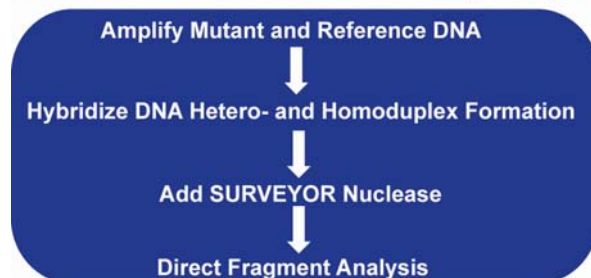 Amplify Mutant and Reference DNA
Hybridize DNA Hetero- and Homoduplex Formation
Add SURVEYOR Nuclease
Direct Fragment Analysis